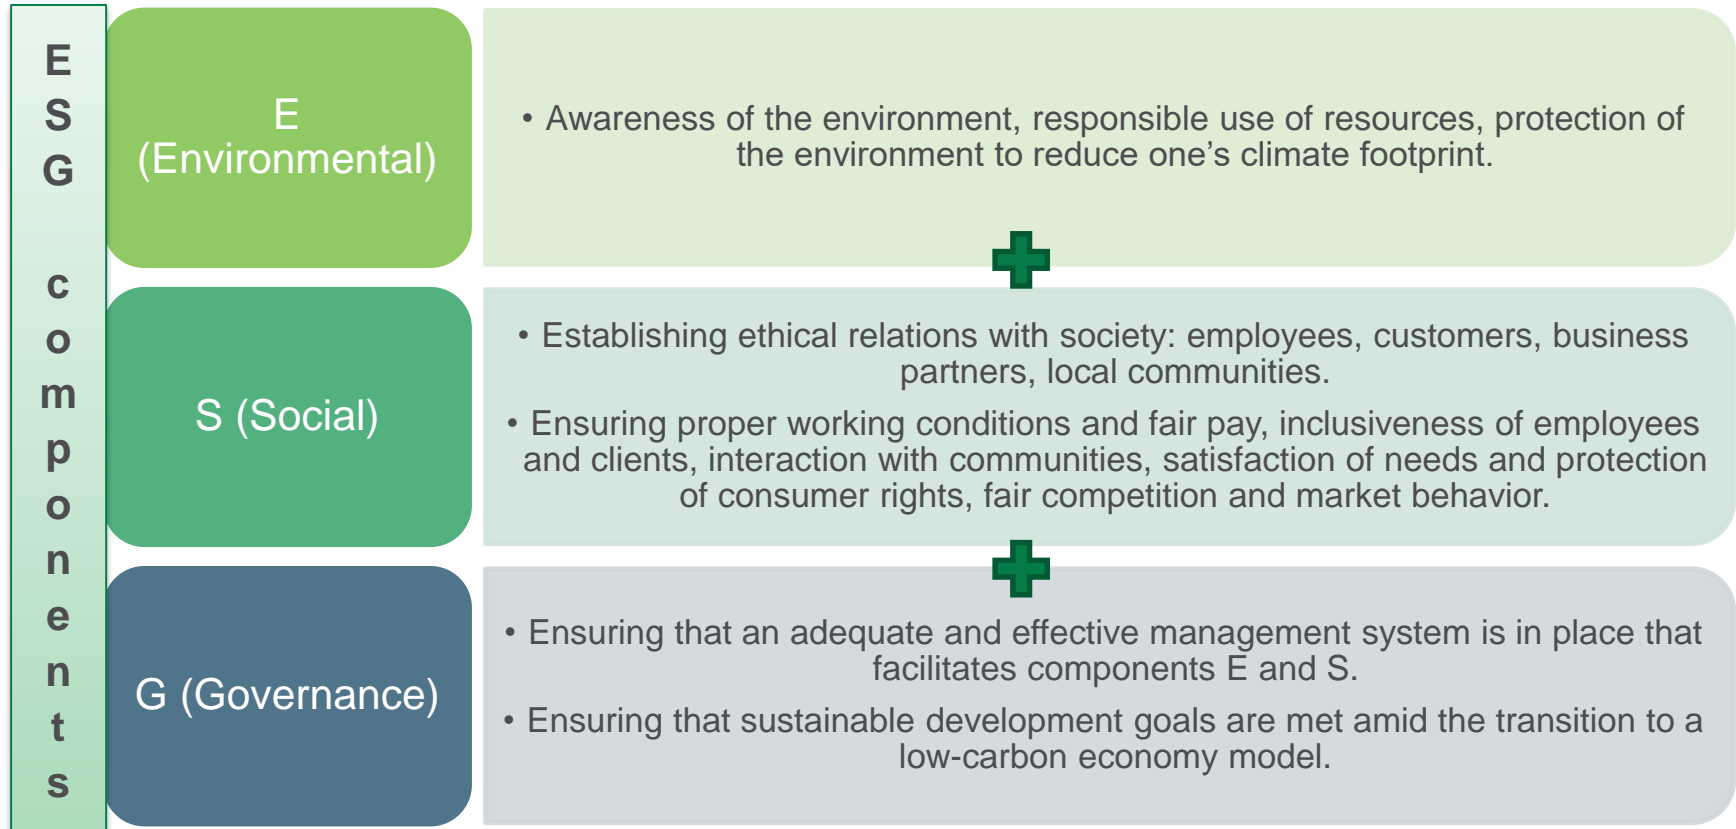 ESG components
E
(Environmental)
• Awareness of the environment, responsible use of resources, protection of
the environment to reduce one’s climate footprint.
S (Social)
• Establishing ethical relations with society: employees, customers, business
partners, local communities.
• Ensuring proper working conditions and fair pay, inclusiveness of employees
and clients, interaction with communities, satisfaction of needs and protection
of consumer rights, fair competition and market behavior.
G (Governance)
• Ensuring that an adequate and effective management system is in place that
facilitates components E and S.
• Ensuring that sustainable development goals are met amid the transition to a
low-carbon economy model.